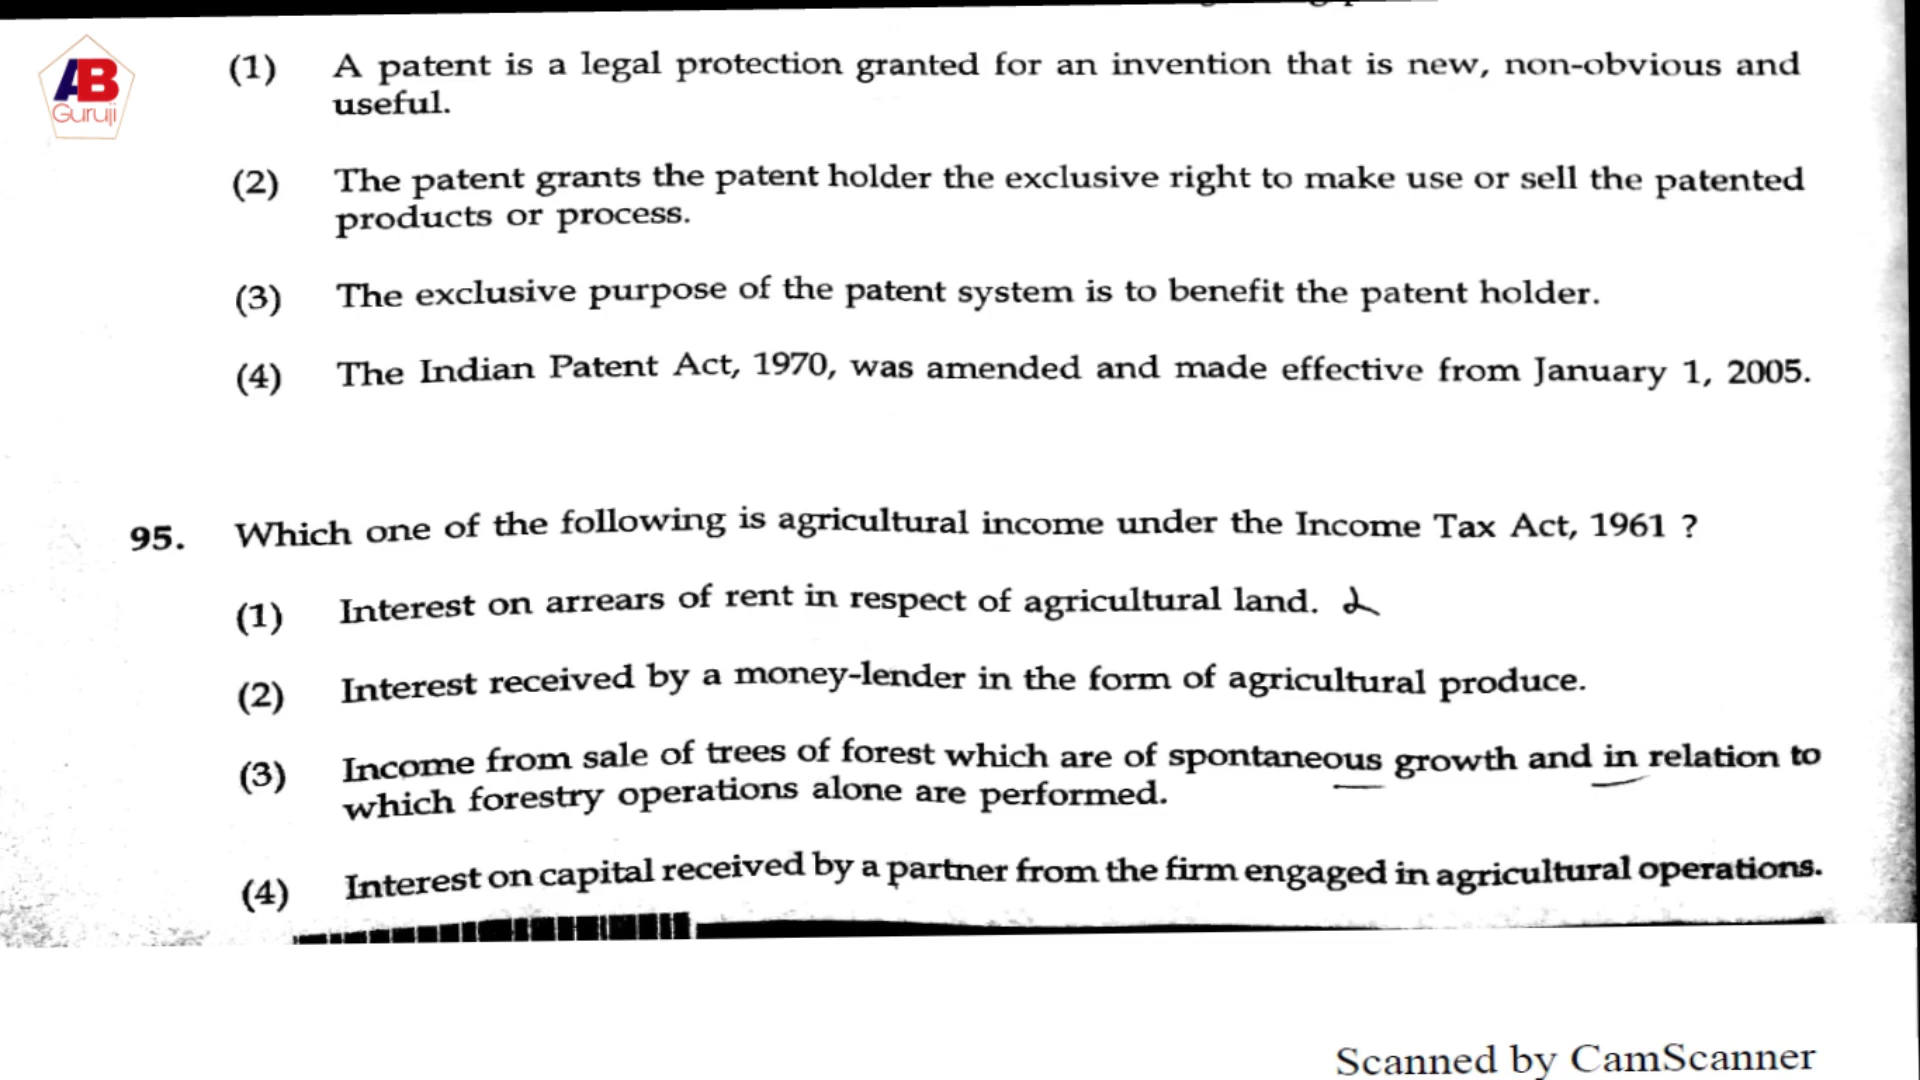 AB
Guruji
(1) A patent is a legal protection granted for an invention that is new, non-obvious and
useful.
(2) The patent grants the patent holder the exclusive right to make use or sell the patented
products or process.
(3) The exclusive purpose of the patent system is to benefit the patent holder.
(4) The Indian Patent Act, 1970, was amended and made effective from January 1, 2005.
95. Which one of the following is agricultural income under the Income Tax Act, 1961 ?
(1) Interest on arrears of rent in respect of agricultural land.
(2) Interest received by a money-lender in the form of agricultural produce.
(3) Income from sale of trees of forest which are of spontaneous growth and in relation to
which forestry operations alone are performed.
(4) Interest on capital received by a partner from the firm engaged in agricultural operations.
Scanned by CamScanner